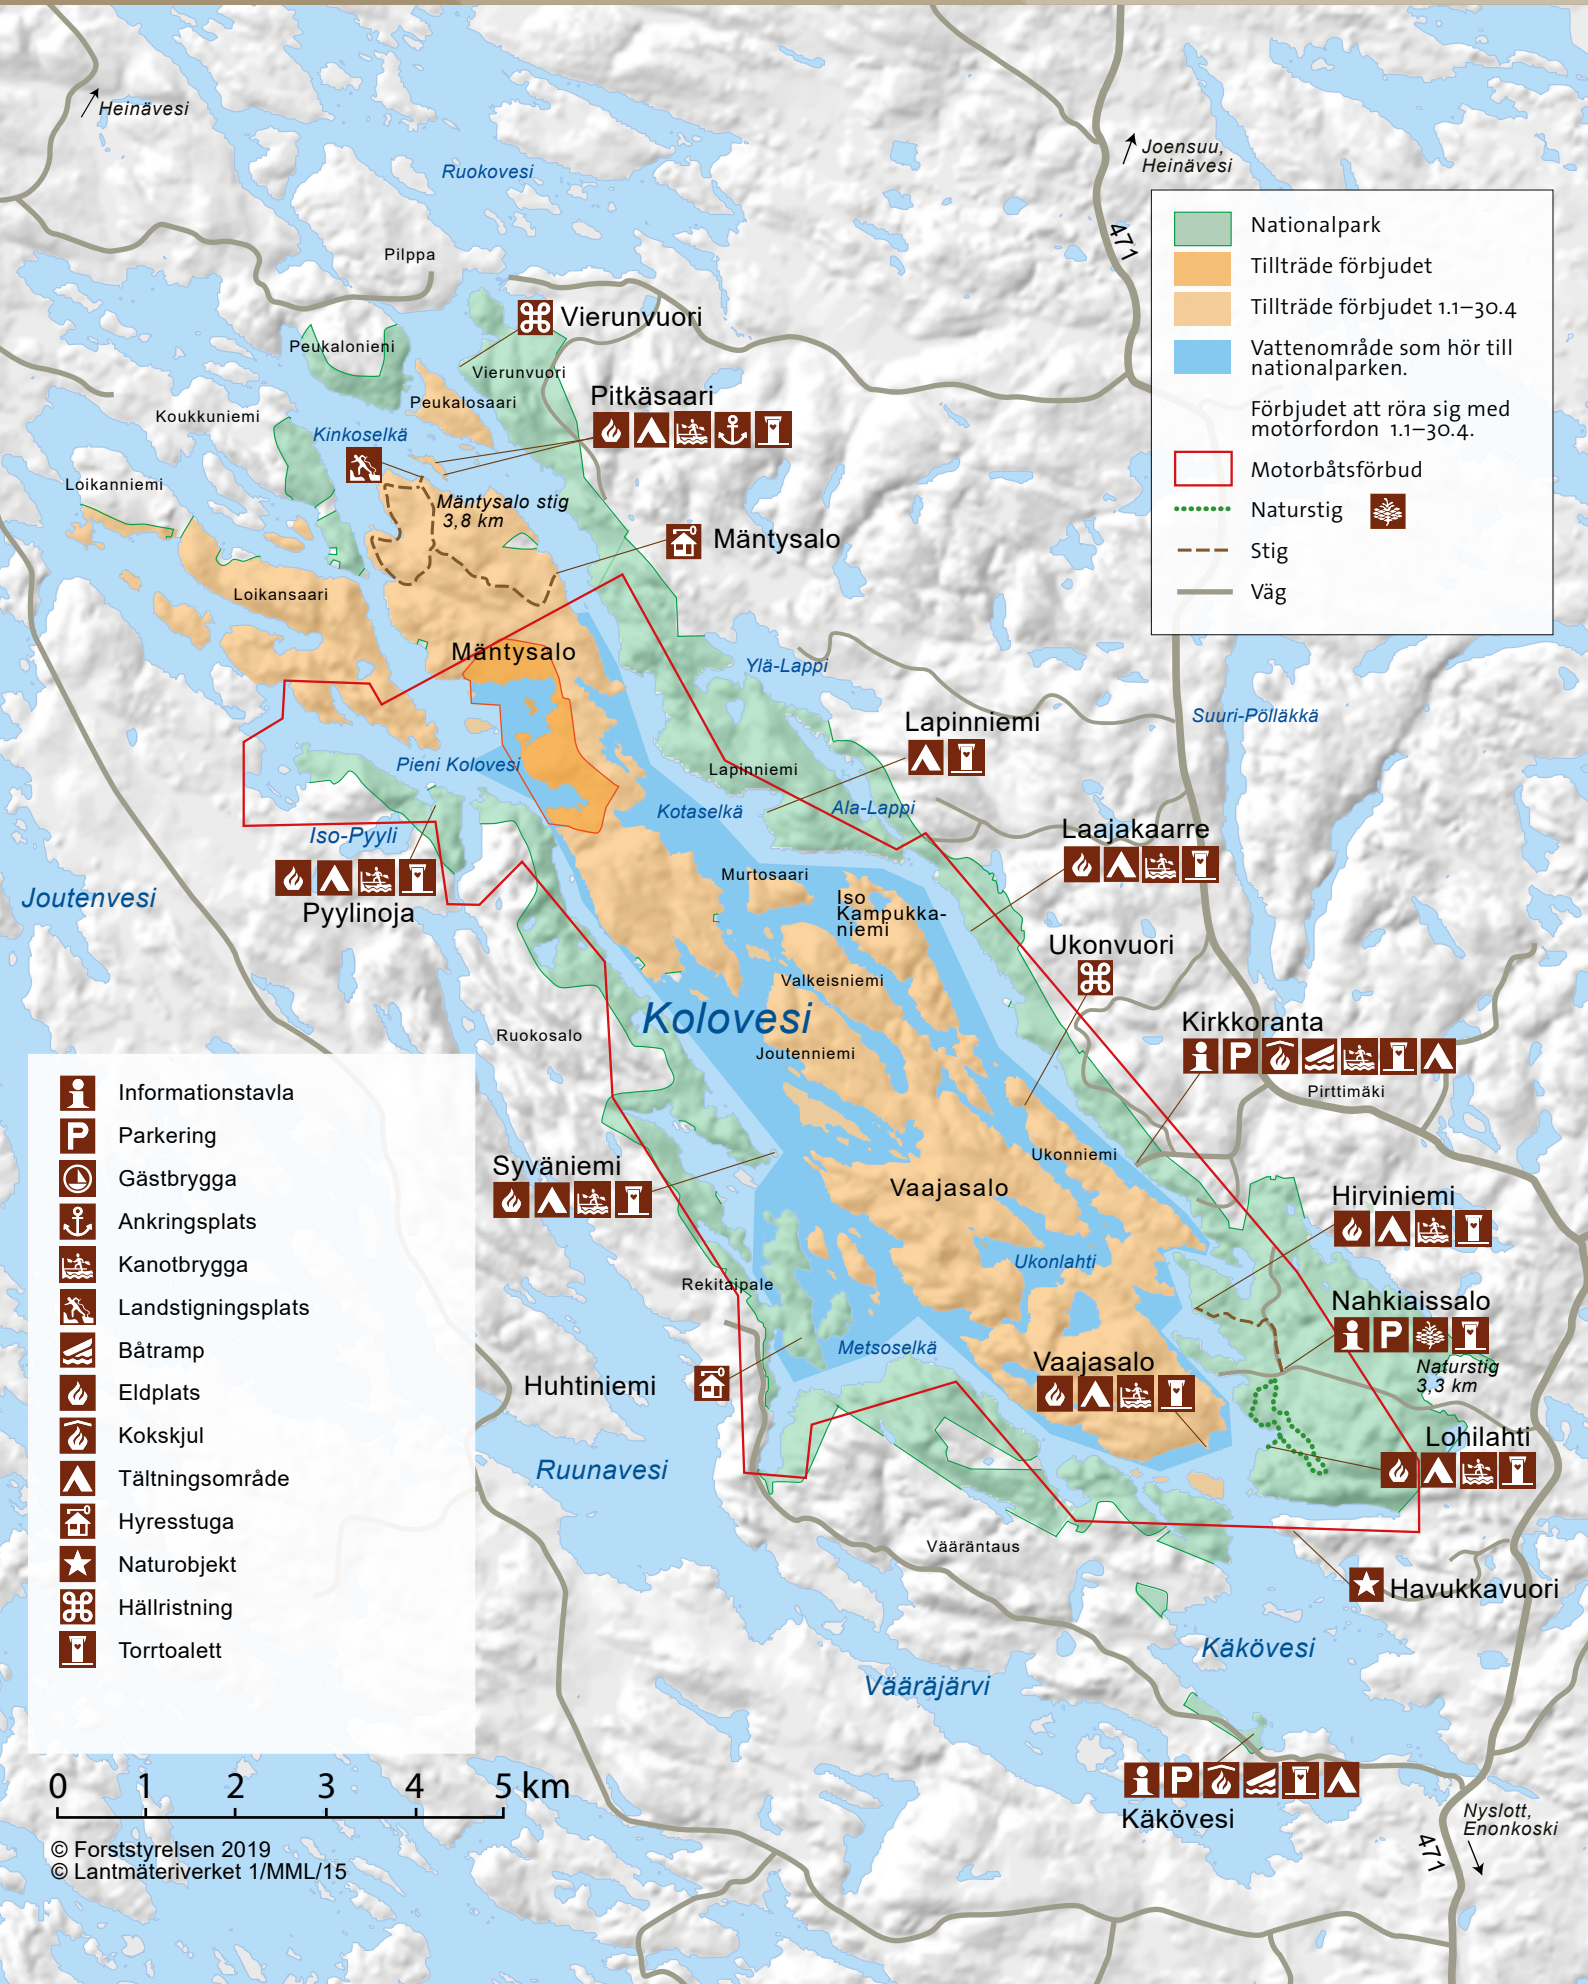 Heinävesi
Ruokovesi
Joensuu,
Heinävesi
471
Pilppa
Nationalpark
Tillträde förbjudet
Tillträde förbjudet 1.1–30.4
Vattenområde som hör till
nationalparken.
Förbjudet att röra sig med
motorfordon 1.1–30.4.
Motorbåtsförbud
Naturstig
Stig
Väg
Vierunvuori
Peukalonieni
Vierunvuori
Pitkäsaari
Peukalosaari
Koukkuniemi
Kinkoselkä
Loikanniemi
Mäntysalo stig
3,8 km
Mäntysalo
Loikansaari
Mäntysalo
Ylä-Lappi
Suuri-Pölläkkä
Lapinniemi
Pieni Kolovesi
Lapinniemi
Kotaselkä
Ala-Lappi
Iso-Pyyli
Laajakaarre
Murtosaari
Joutenvesi
Iso
Kampukka-
niemi
Pyylinoja
Ukonvuori
Valkeisniemi
Kolovesi
Kirkkoranta
Ruokosalo
Joutenniemi
Pirttimäki
Informationstavla
Parkering
Gästbrygga
Ankringsplats
Kanotbrygga
Landstigningsplats
Båtramp
Eldplats
Kokskjul
Tältningsområde
Hyresstuga
Naturobjekt
Hällristning
Torrtoalett
Ukonniemi
Syväniemi
Vaajasalo
Hirviniemi
Ukonlahti
Rekitaipale
Nahkiaissalo
Metsoselkä
Vaajasalo
Naturstig
3,3 km
Huhtiniemi
Lohilahti
Ruunavesi
Vääräntaus
Havukkavuori
Käkövesi
Vääräjärvi
0 1 2 3 4 5 km
Käkövesi
Nyslott,
Enonkoski
471
© Forststyrelsen 2019
© Lantmäteriverket 1/MML/15